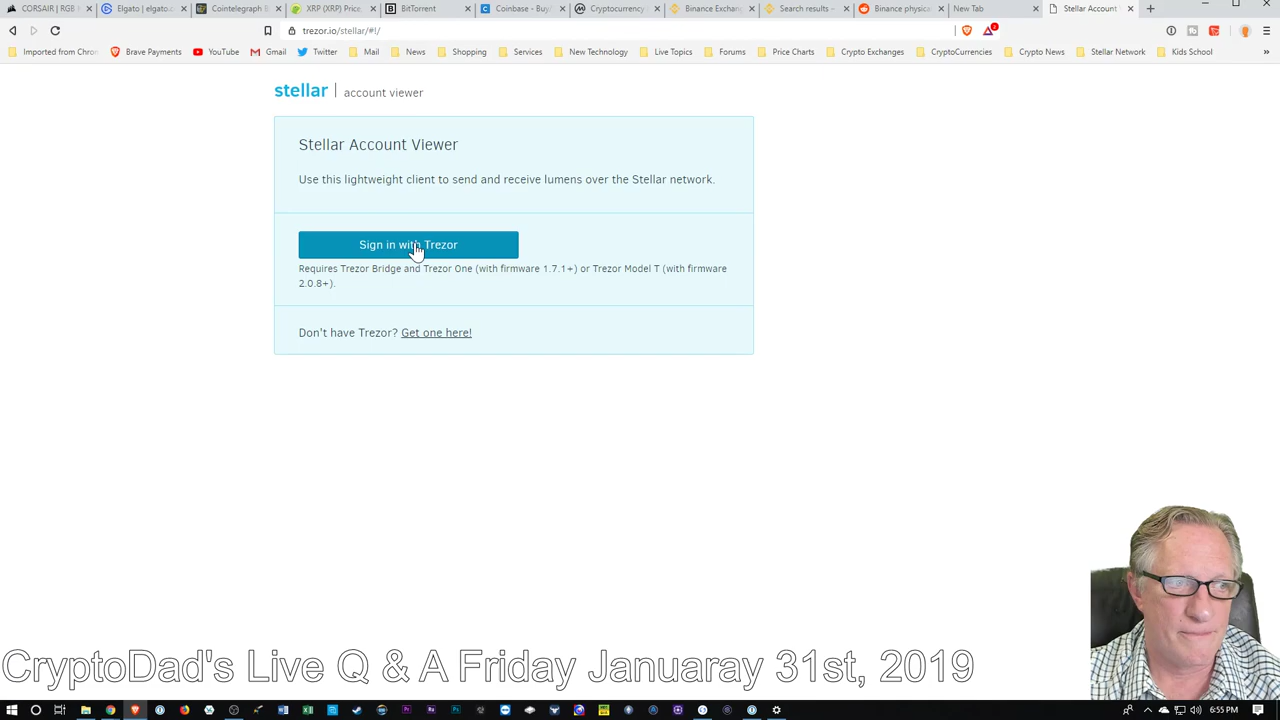 CORSAIR | RGB
Elgato | elgato.c
Cointelegraph B
XRP (XRP) Price,
BitTorrent
Coinbase - Buy/
Cryptocurrency
Binance Exchan
Search results –
Binance physica
New Tab
Stellar Account V
trezor.io/stellar/#!/
Imported from Chron
Brave Payments
YouTube
Gmail
Twitter
Mail
News
Shopping
Services
New Technology
Live Topics
Forums
Price Charts
Crypto Exchanges
CryptoCurrencies
Crypto News
Stellar Network
Kids School
stellar | account viewer
Stellar Account Viewer
Use this lightweight client to send and receive lumens over the Stellar network.
Sign in with Trezor
Requires Trezor Bridge and Trezor One (with firmware 1.7.1+) or Trezor Model T (with firmware
2.0.8+).
Don't have Trezor? Get one here!
CryptoDad's Live Q & A Friday Januaray 31st, 2019
6:55 PM